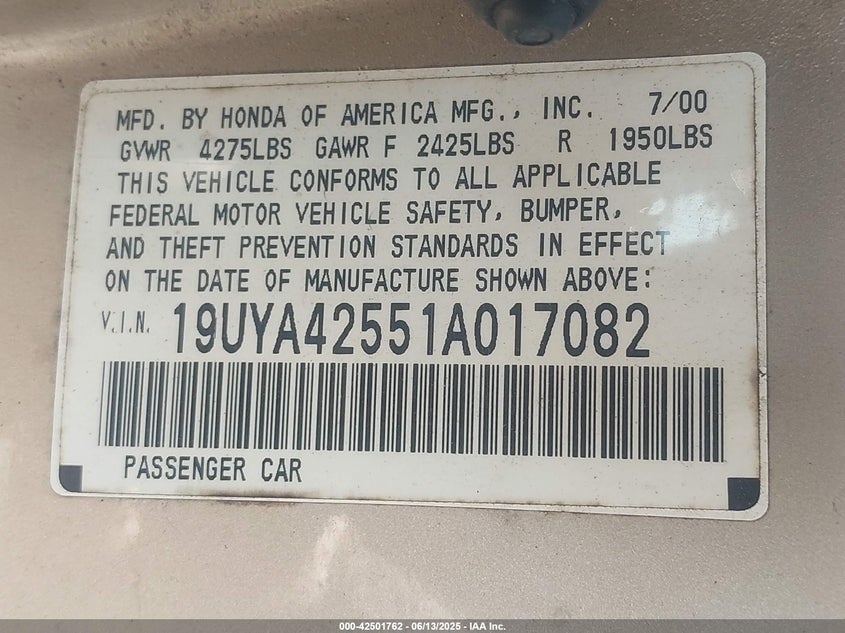 MFD. BY HONDA OF AMERICA MFG., INC. 7/00
GVWR 4275LBS GAWR F 2425LBS R 1950LBS
THIS VEHICLE CONFORMS TO ALL APPLICABLE
FEDERAL MOTOR VEHICLE SAFETY, BUMPER,
AND THEFT PREVENTION STANDARDS IN EFFECT
ON THE DATE OF MANUFACTURE SHOWN ABOVE:
V.I.N. 19UYA42551A017082
PASSENGER CAR
000-42501762 - 06/13/2025 - IAA Inc.